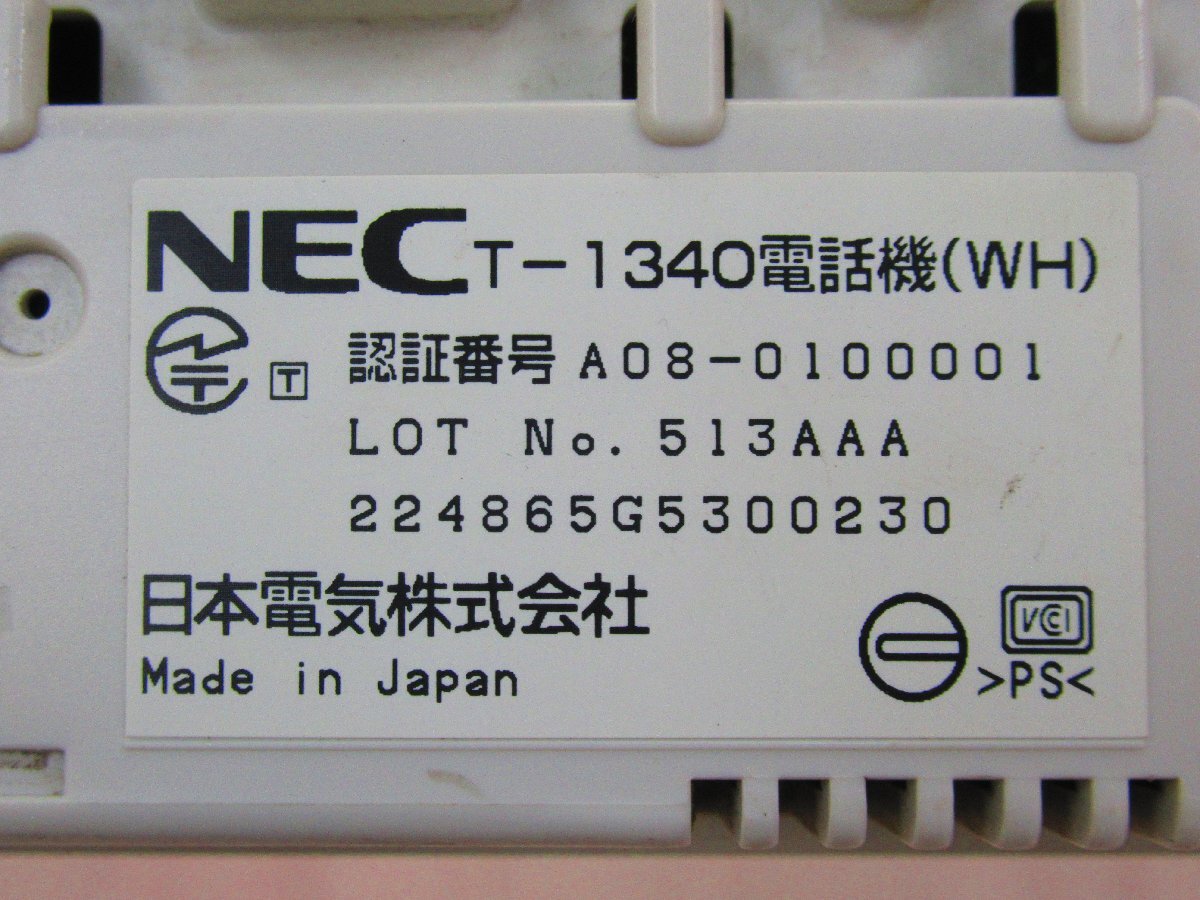 NEC T-1340電話機(WH)
T 認証番号 A08-0100001
LOT No. 513AAA
224865G5300230
日本電気株式会社
VCCI
Made in Japan
>PS<